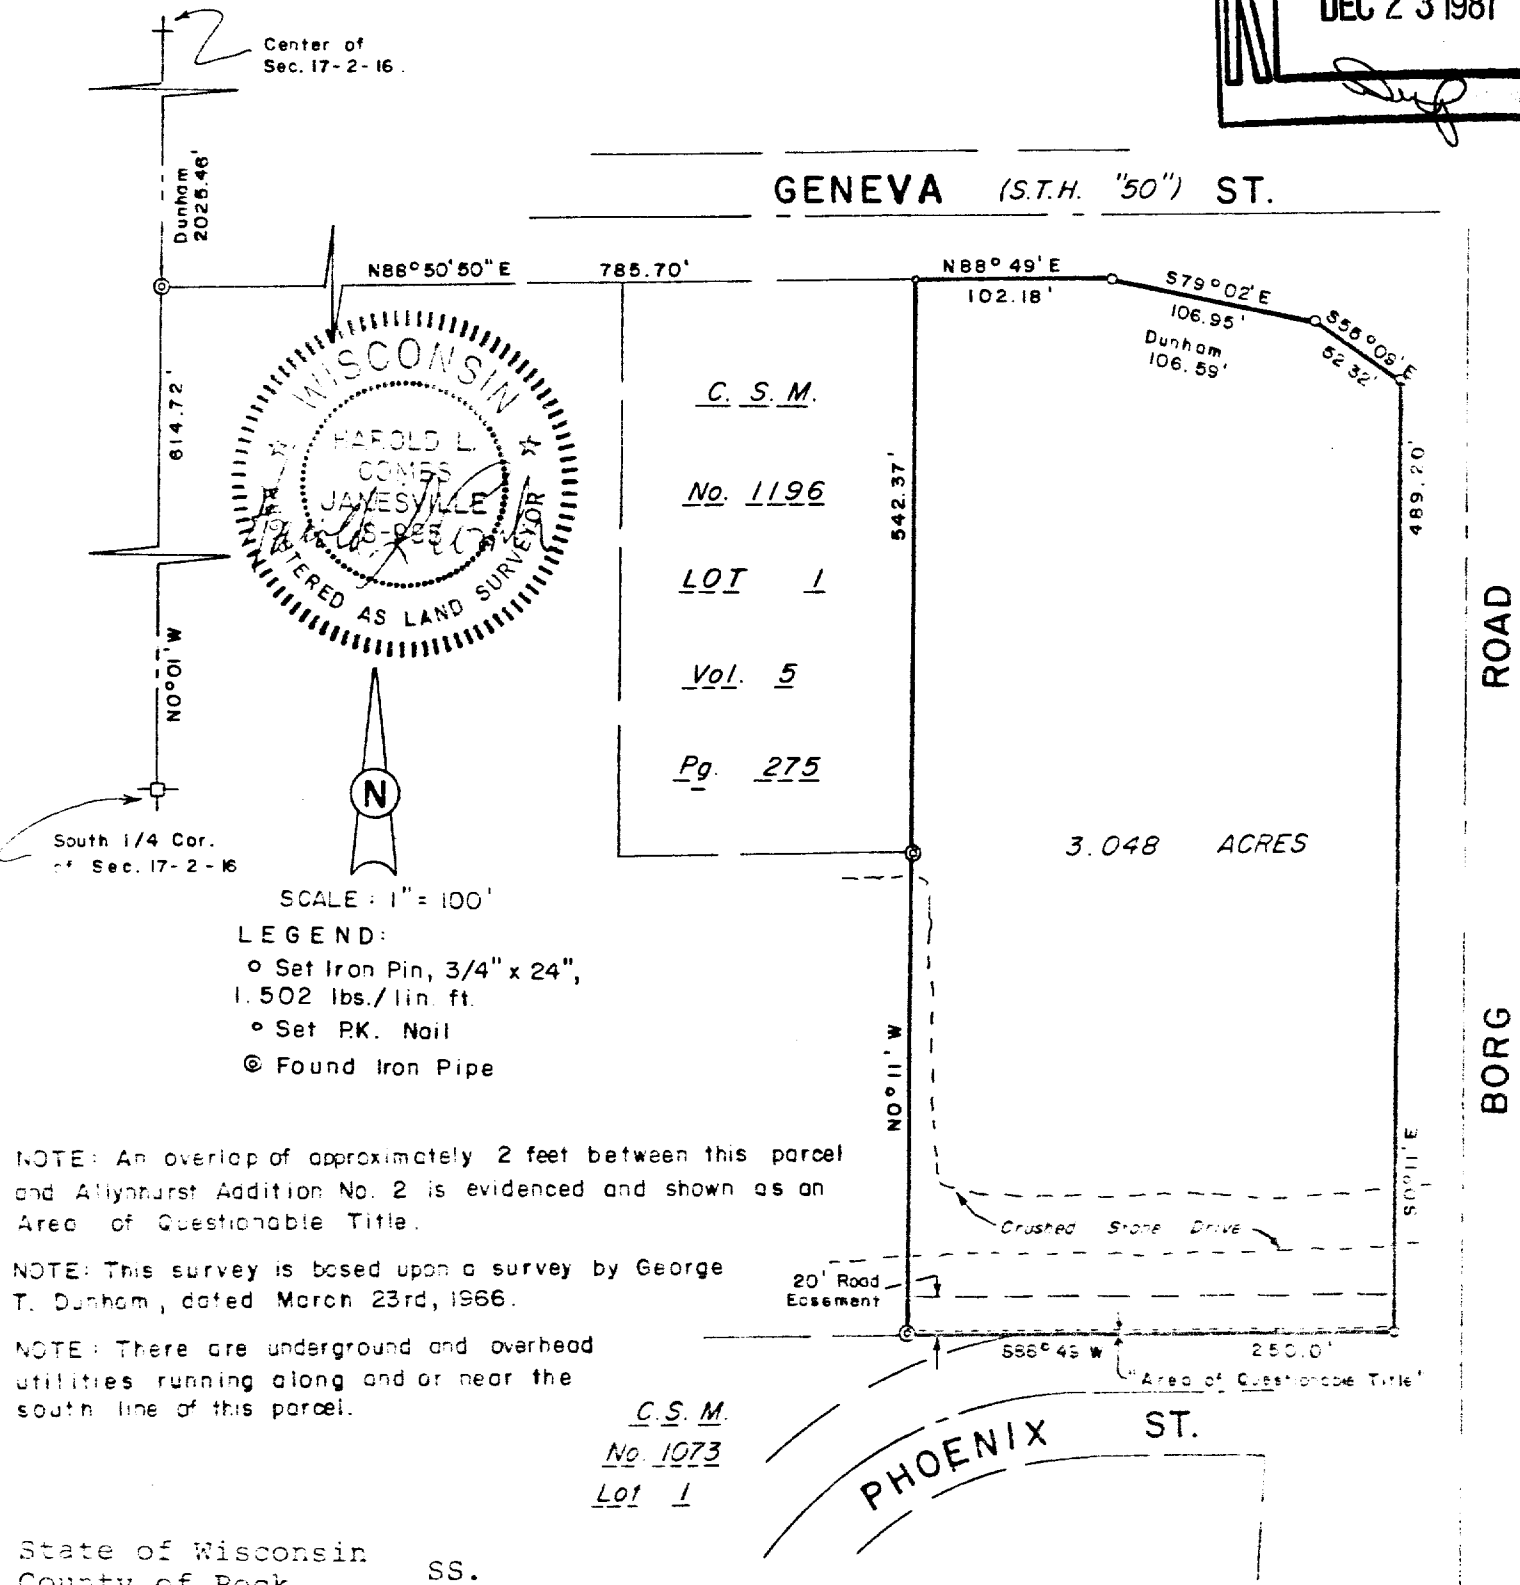 DEC 23 1987
Center of
Sec. 17-2-16.
GENEVA (S.T.H. "50") ST.
Dunham
2025.46'
N88°50'50"E 785.70'
N88°49'E
102.18'
S79°02'E
106.95'
Dunham
106.59'
52.32'
614.72'
N0°01'W
WISCONSIN
HAROLD L.
COMBS
JANESVILLE
AS LAND SURVEYOR
C. S. M.
No. 1196
LOT 1
Vol. 5
Pg. 275
542.37'
N0°11'W
489.20'
S0°11'E
3.048 ACRES
BORG ROAD
N
South 1/4 Cor.
of Sec. 17-2-16
SCALE: 1"=100'
LEGEND:
Set Iron Pin, 3/4" x 24",
1.502 lbs./lin. ft.
Set P.K. Nail
Found Iron Pipe
NOTE: An overlap of approximately 2 feet between this parcel
and Allynhurst Addition No. 2 is evidenced and shown as an
Area of Questionable Title.
NOTE: This survey is based upon a survey by George
T. Dunham, dated March 23rd, 1966.
NOTE: There are underground and overhead
utilities running along and or near the
south line of this parcel.
Crushed Stone Drive
20' Road
Easement
250.0'
"Area of Questionable Title"
PHOENIX ST.
C.S.M.
No. 1073
Lot 1
State of Wisconsin
County of Rock SS.